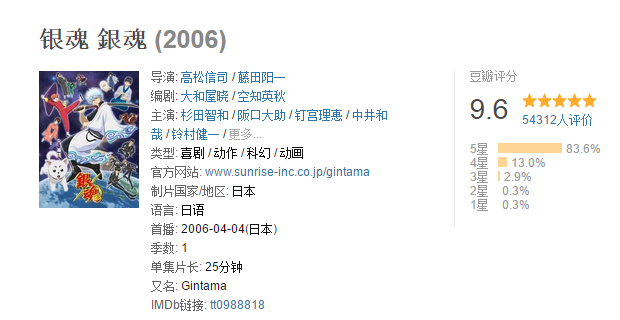 银魂 銀魂 (2006)
导演: 高松信司 / 藤田阳一
编剧: 大和屋晓 / 空知英秋
主演: 杉田智和 / 阪口大助 / 钉宫理惠 / 中井和
哉 / 铃村健一 / 更多...
类型: 喜剧 / 动作 / 科幻 / 动画
官方网站: www.sunrise-inc.co.jp/gintama
制片国家/地区: 日本
语言: 日语
首播: 2006-04-04(日本)
季数: 1
单集片长: 25分钟
又名: Gintama
IMDb链接: tt0988818
豆瓣评分
9.6
54312人评价
5星 83.6%
4星 13.0%
3星 2.9%
2星 0.3%
1星 0.3%
銀魂